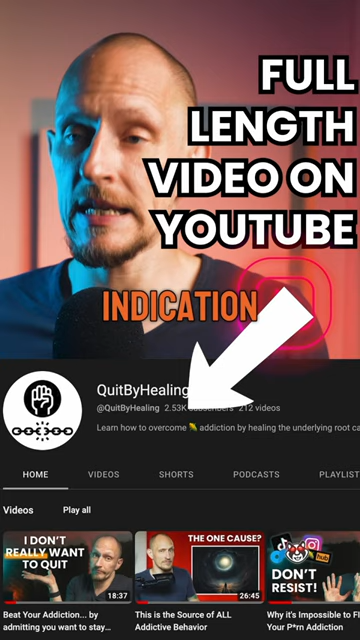 FULL
LENGTH
VIDEO ON
YOUTUBE
INDICATION
QuitByHealing
@QuitByHealing 2.53K subscribers 212 videos
Learn how to overcome 🌽 addiction by healing the underlying root ca
HOME VIDEOS SHORTS PODCASTS PLAYLIST
Videos Play all
I DON'T
REALLY WANT
TO QUIT
18:37
THE ONE CAUSE?
26:45
hub
DON'T
RESIST!
Beat Your Addiction... by
admitting you want to stay...
This is the Source of ALL
Addictive Behavior
Why it's Impossible to F
Your P*rn Addiction